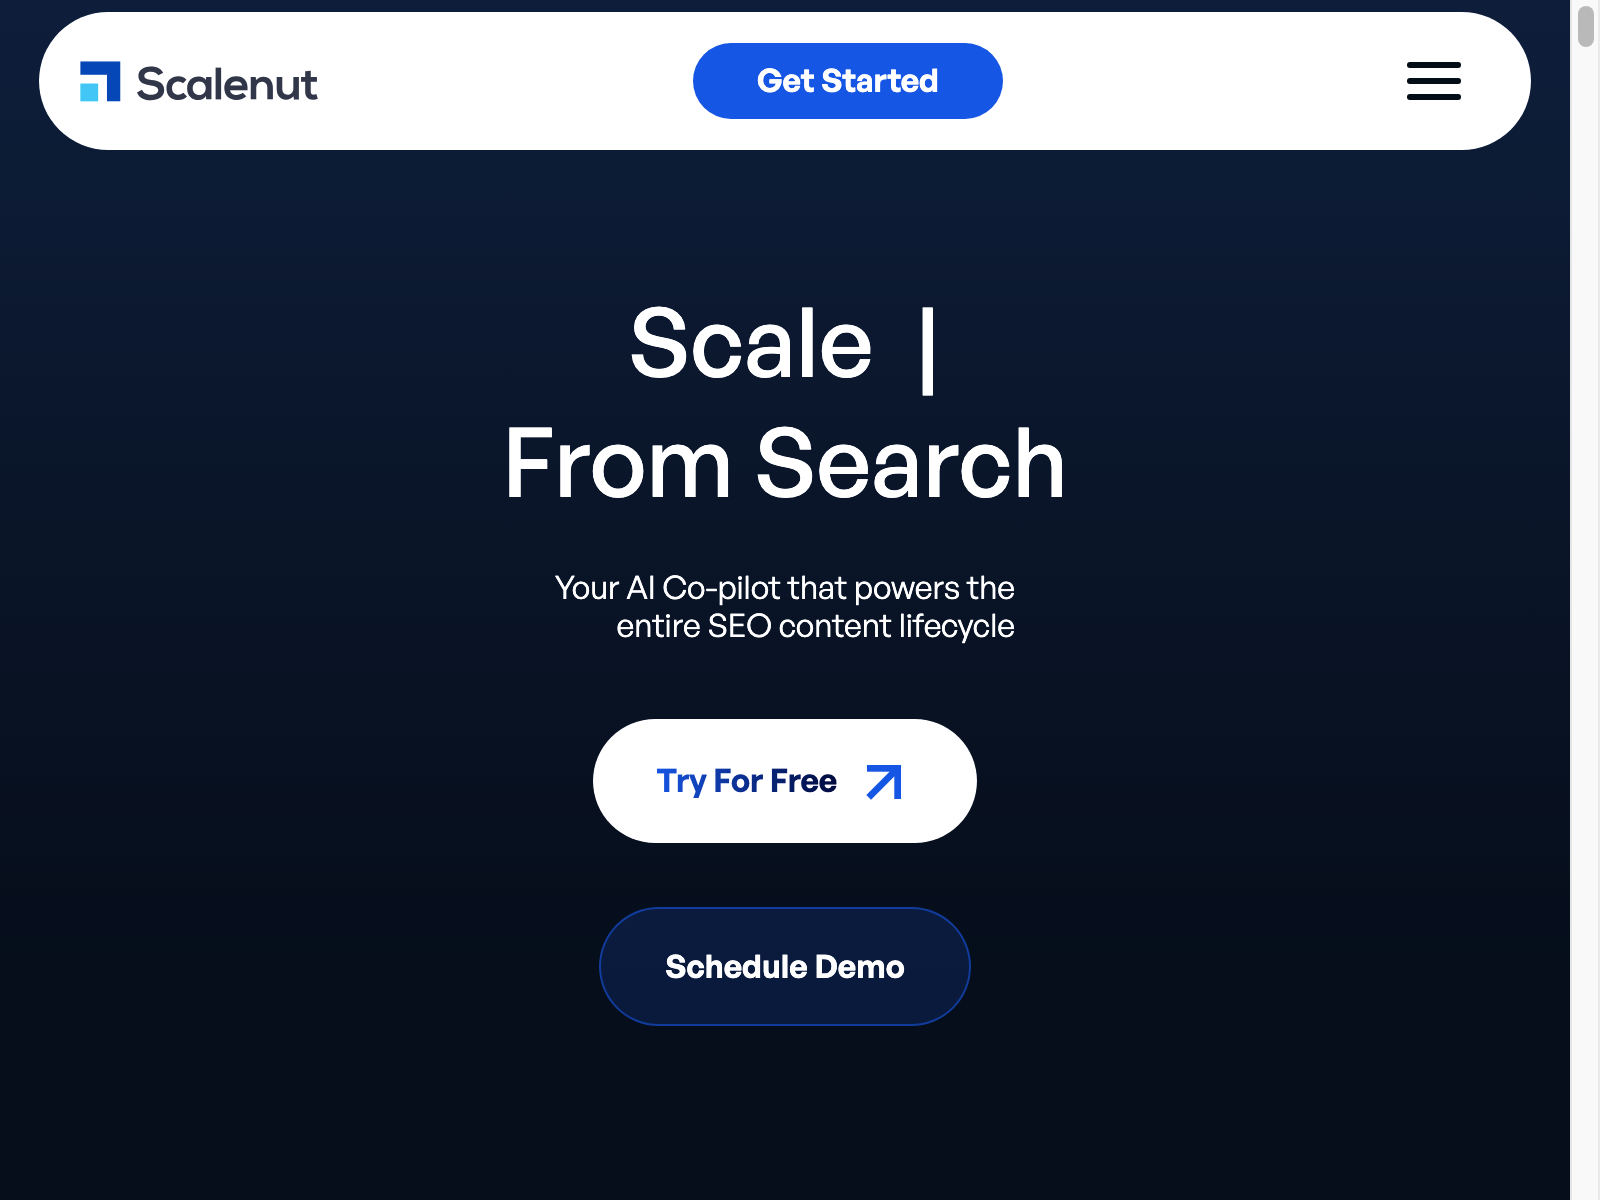 Scalenut
Get Started
Scale |
From Search
Your AI Co-pilot that powers the
entire SEO content lifecycle
Try For Free
Schedule Demo